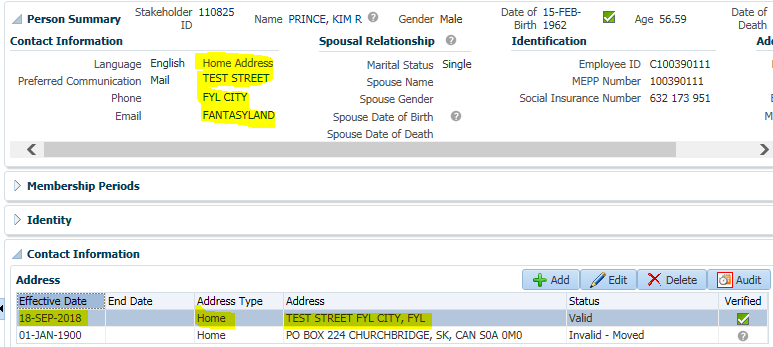 Person Summary Stakeholder ID 110825 Name PRINCE, KIM R Gender Male Date of Birth 15-FEB-1962 Age 56.59 Date of Death
Contact Information Spousal Relationship Identification
Language English Home Address Marital Status Single Employee ID C100390111
Preferred Communication Mail TEST STREET Spouse Name MEPP Number 100390111
Phone FYL CITY Spouse Gender Social Insurance Number 632 173 951
Email FANTASYLAND Spouse Date of Birth
Spouse Date of Death
Membership Periods
Identity
Contact Information
Address Add Edit Delete Audit
Effective Date End Date Address Type Address Status Verified
18-SEP-2018 Home TEST STREET FYL CITY, FYL Valid
01-JAN-1900 Home PO BOX 224 CHURCHBRIDGE, SK, CAN S0A 0M0 Invalid - Moved